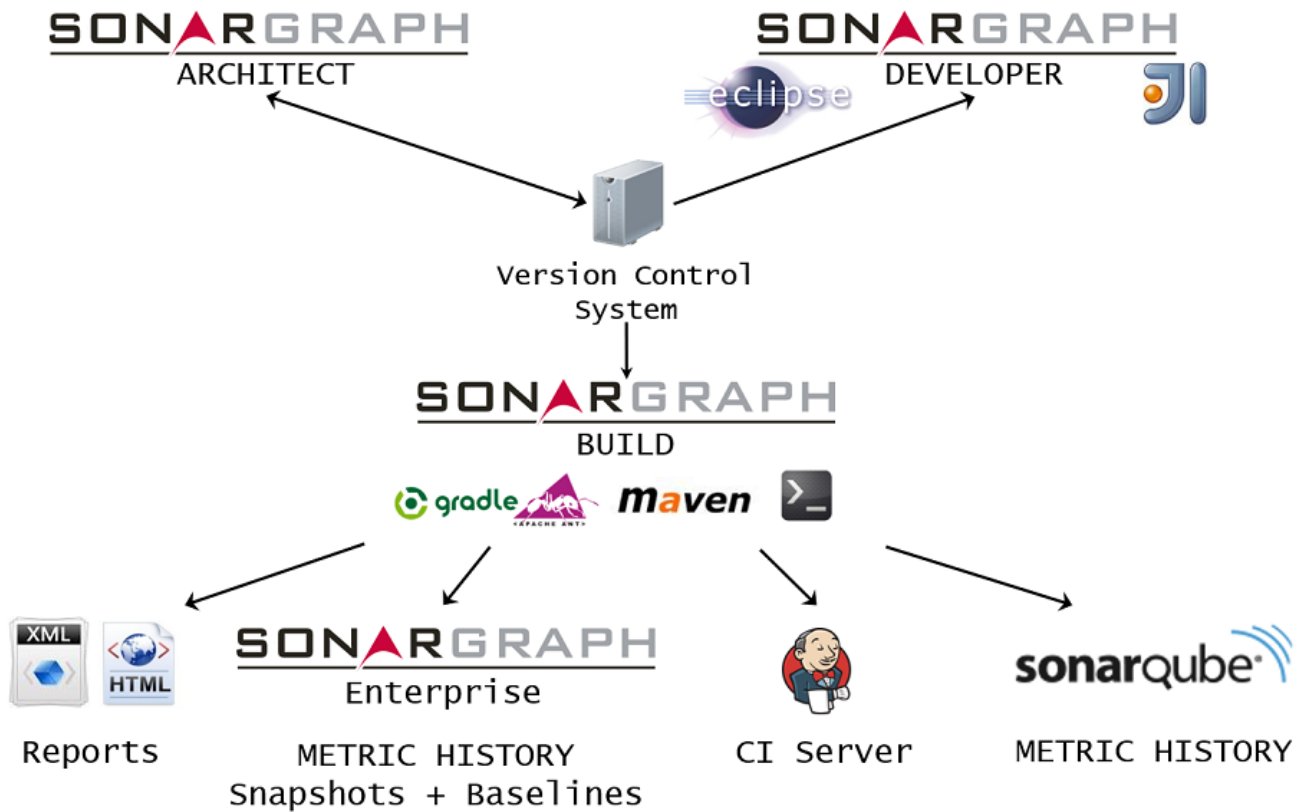 SONARGRAPH
ARCHITECT
SONARGRAPH
DEVELOPER
eclipse
JI
Version Control
System
SONARGRAPH
BUILD
gradle
<APACHE ANT>
maven
>_
XML
HTML
Reports
SONARGRAPH
Enterprise
METRIC HISTORY
Snapshots + Baselines
CI Server
sonarqube
METRIC HISTORY